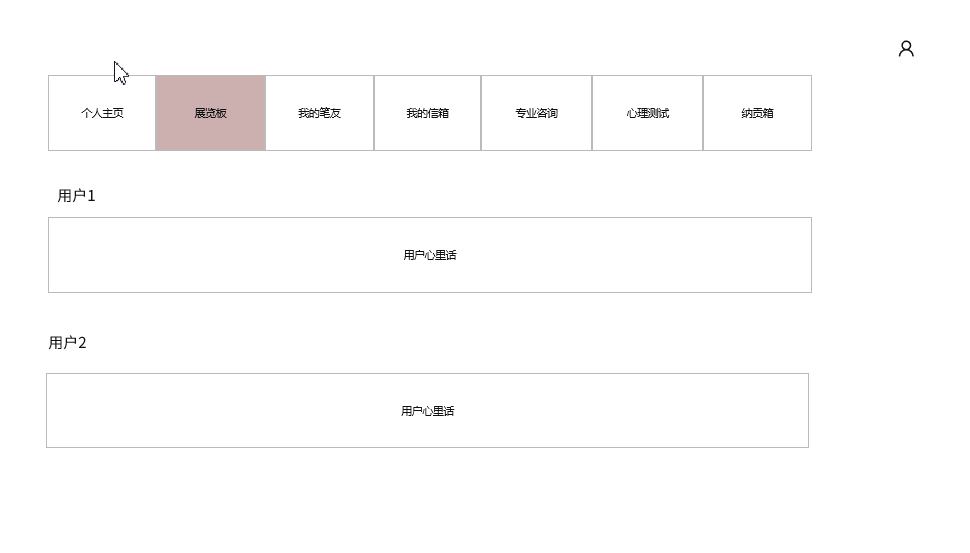 个人主页 展览板 我的笔友 我的信箱 专业咨询 心理测试 纳贡箱
用户1
用户心里话
用户2
用户心里话